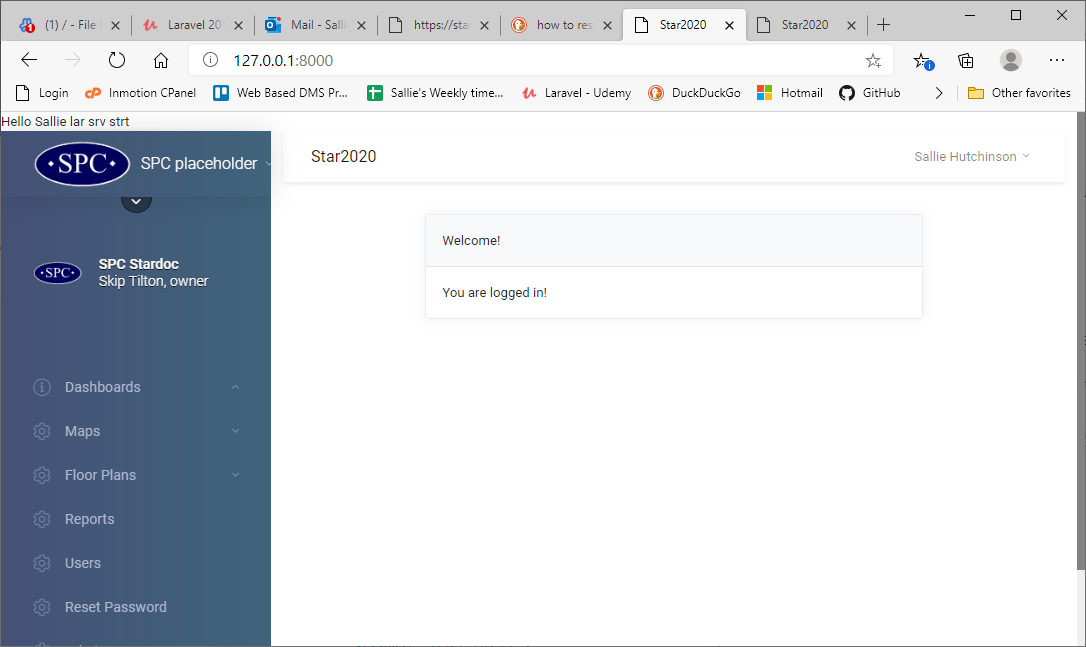 (1) / - File
Laravel 20
Mail - Salli
https://sta
how to res
Star2020
Star2020
127.0.0.1:8000
Login
Inmotion CPanel
Web Based DMS Pr...
Sallie's Weekly time...
Laravel - Udemy
DuckDuckGo
Hotmail
GitHub
Other favorites
Hello Sallie lar srv strt
SPC
SPC placeholder
Star2020
Sallie Hutchinson
Welcome!
SPC
SPC Stardoc
Skip Tilton, owner
You are logged in!
Dashboards
Maps
Floor Plans
Reports
Users
Reset Password